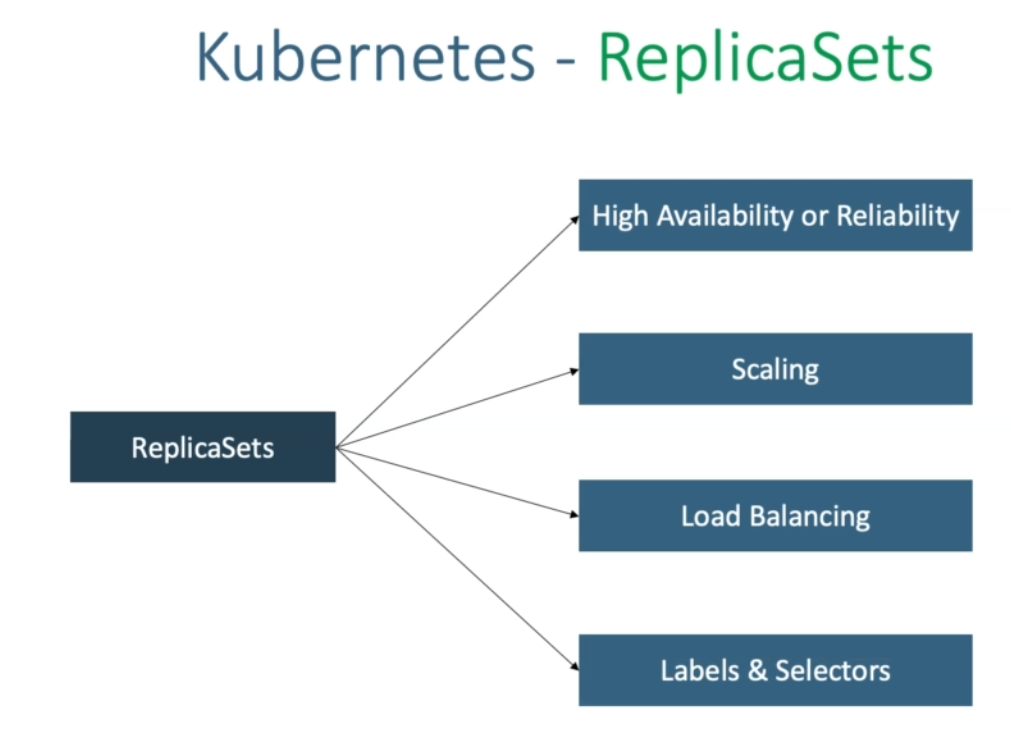 Kubernetes - ReplicaSets
High Availability or Reliability
Scaling
ReplicaSets
Load Balancing
Labels & Selectors